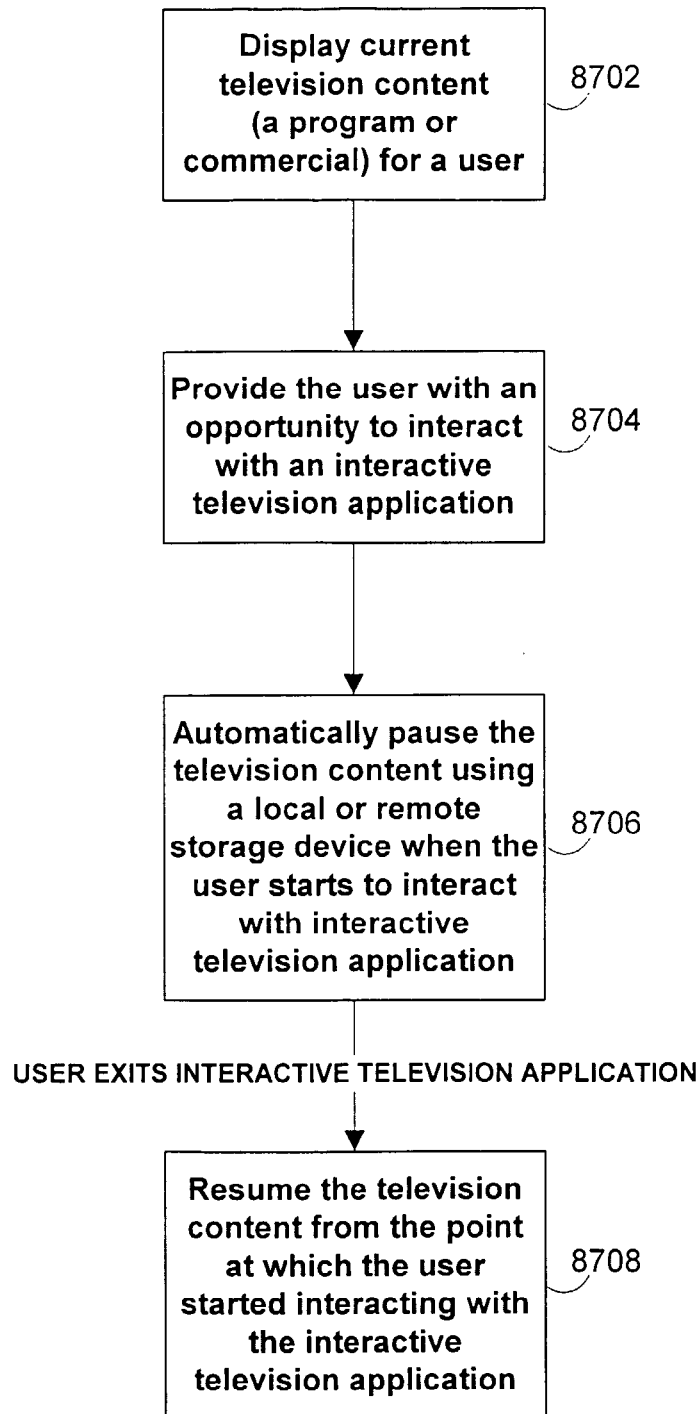 Display current
television content
(a program or
commercial) for a user
8702
Provide the user with an
opportunity to interact
with an interactive
television application
8704
Automatically pause the
television content using
a local or remote
storage device when the
user starts to interact
with interactive
television application
8706
USER EXITS INTERACTIVE TELEVISION APPLICATION
Resume the television
content from the point
at which the user
started interacting with
the interactive
television application
8708